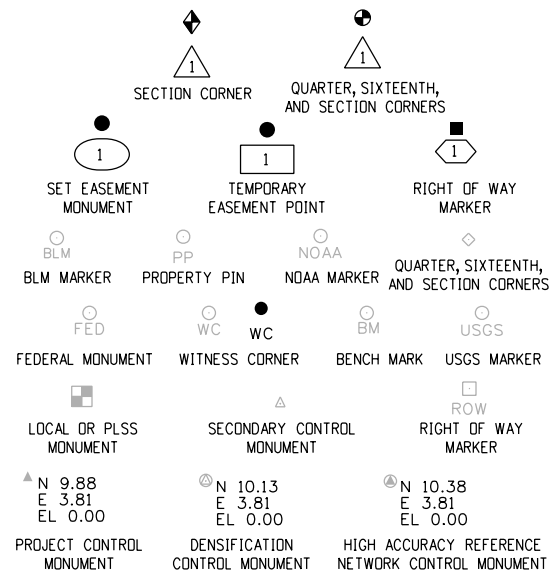 1
1
SECTION CORNER
QUARTER, SIXTEENTH,
AND SECTION CORNERS
1
1
1
SET EASEMENT
MONUMENT
TEMPORARY
EASEMENT POINT
RIGHT OF WAY
MARKER
BLM
PP
NOAA
BLM MARKER
PROPERTY PIN
NOAA MARKER
QUARTER, SIXTEENTH,
AND SECTION CORNERS
FED
WC
WC
BM
USGS
FEDERAL MONUMENT
WITNESS CORNER
BENCH MARK
USGS MARKER
ROW
LOCAL OR PLSS
MONUMENT
SECONDARY CONTROL
MONUMENT
RIGHT OF WAY
MARKER
N 9.88
E 3.81
EL 0.00
N 10.13
E 3.81
EL 0.00
N 10.38
E 3.81
EL 0.00
PROJECT CONTROL
MONUMENT
DENSIFICATION
CONTROL MONUMENT
HIGH ACCURACY REFERENCE
NETWORK CONTROL MONUMENT